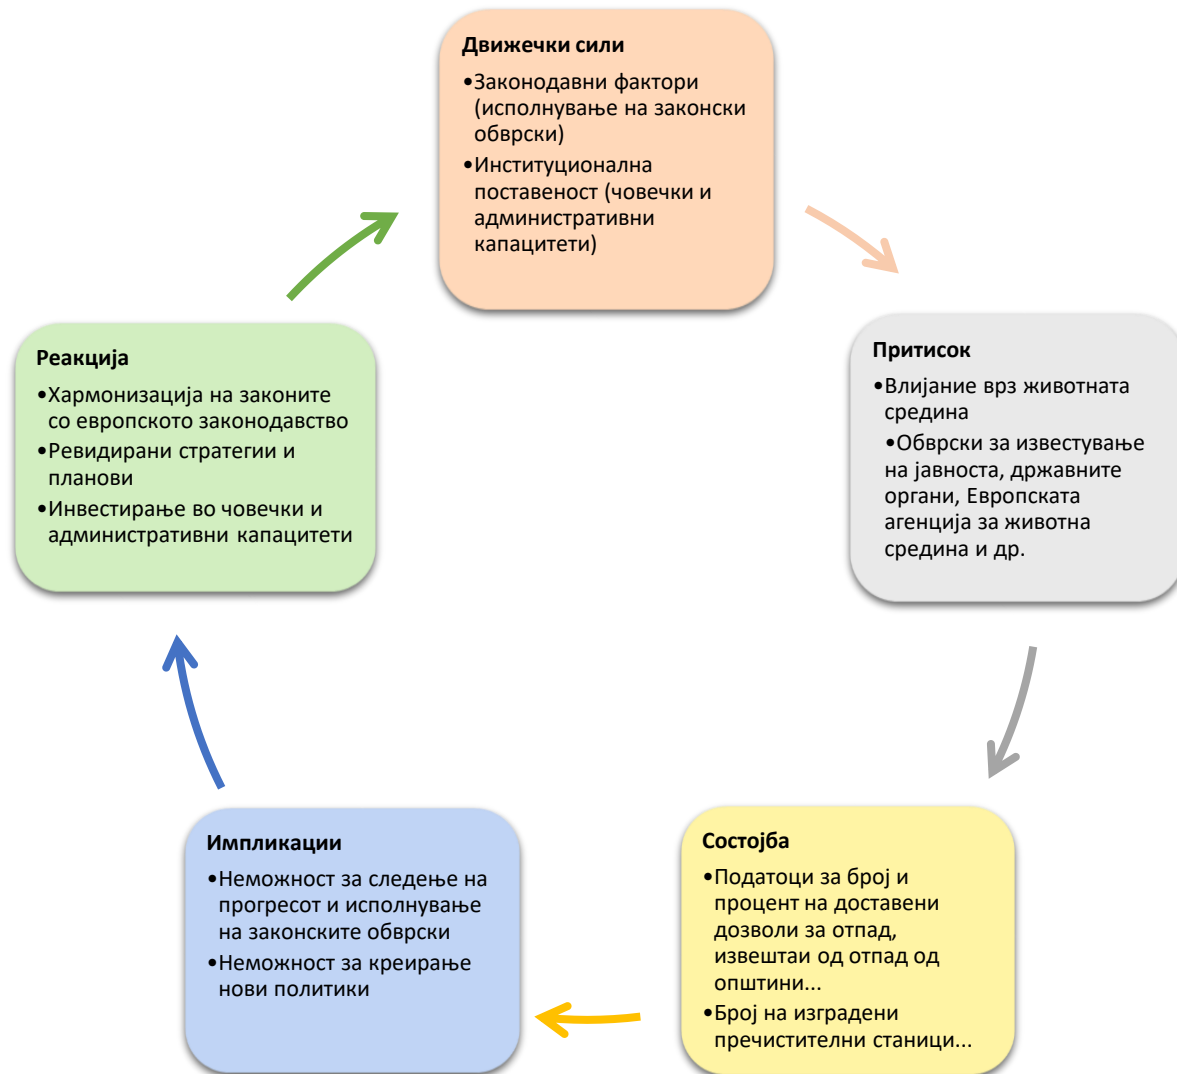 Движечки сили
•Законодавни фактори
(исполнување на законски
обврски)
•Институционална
поставеност (човечки и
административни
капацитети)
Притисок
•Влијание врз животната
средина
•Обврски за известување
на јавноста, државните
органи, Европската
агенција за животна
средина и др.
Состојба
•Податоци за број и
процент на доставени
дозволи за отпад,
извештаи од отпад од
општини...
•Број на изградени
пречистителни станици...
Импликации
•Неможност за следење на
прогресот и исполнување
на законските обврски
•Неможност за креирање
нови политики
Реакција
•Хармонизација на законите
со европското законодавство
•Ревидирани стратегии и
планови
•Инвестирање во човечки и
административни капацитети